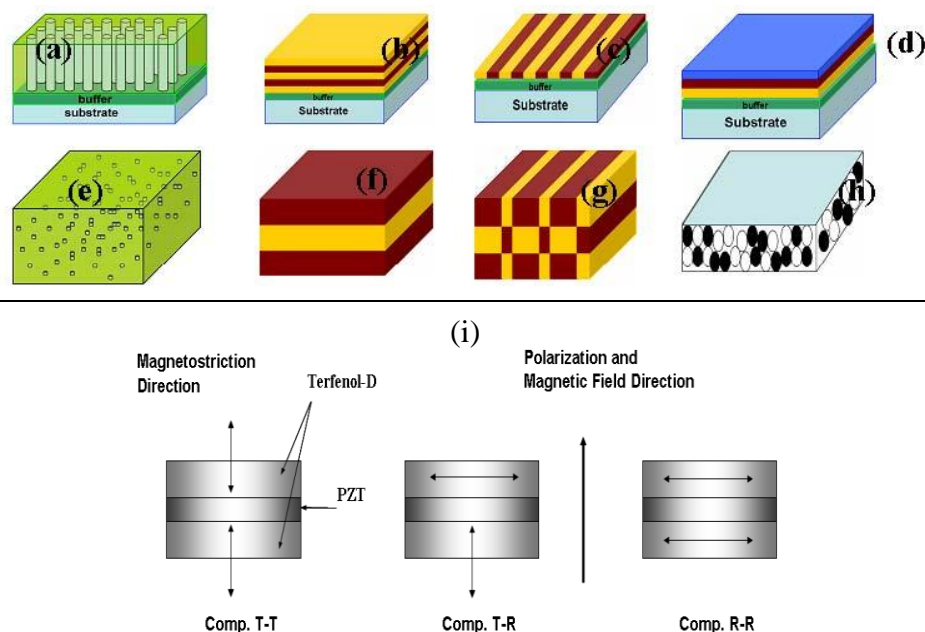 (a)
(b)
(c)
(d)
buffer
substrate
buffer
Substrate
buffer
Substrate
buffer
Substrate
(e)
(f)
(g)
(h)
(i)
Magnetostriction
Direction
Terfenol-D
Polarization and
Magnetic Field Direction
PZT
Comp. T-T
Comp. T-R
Comp. R-R